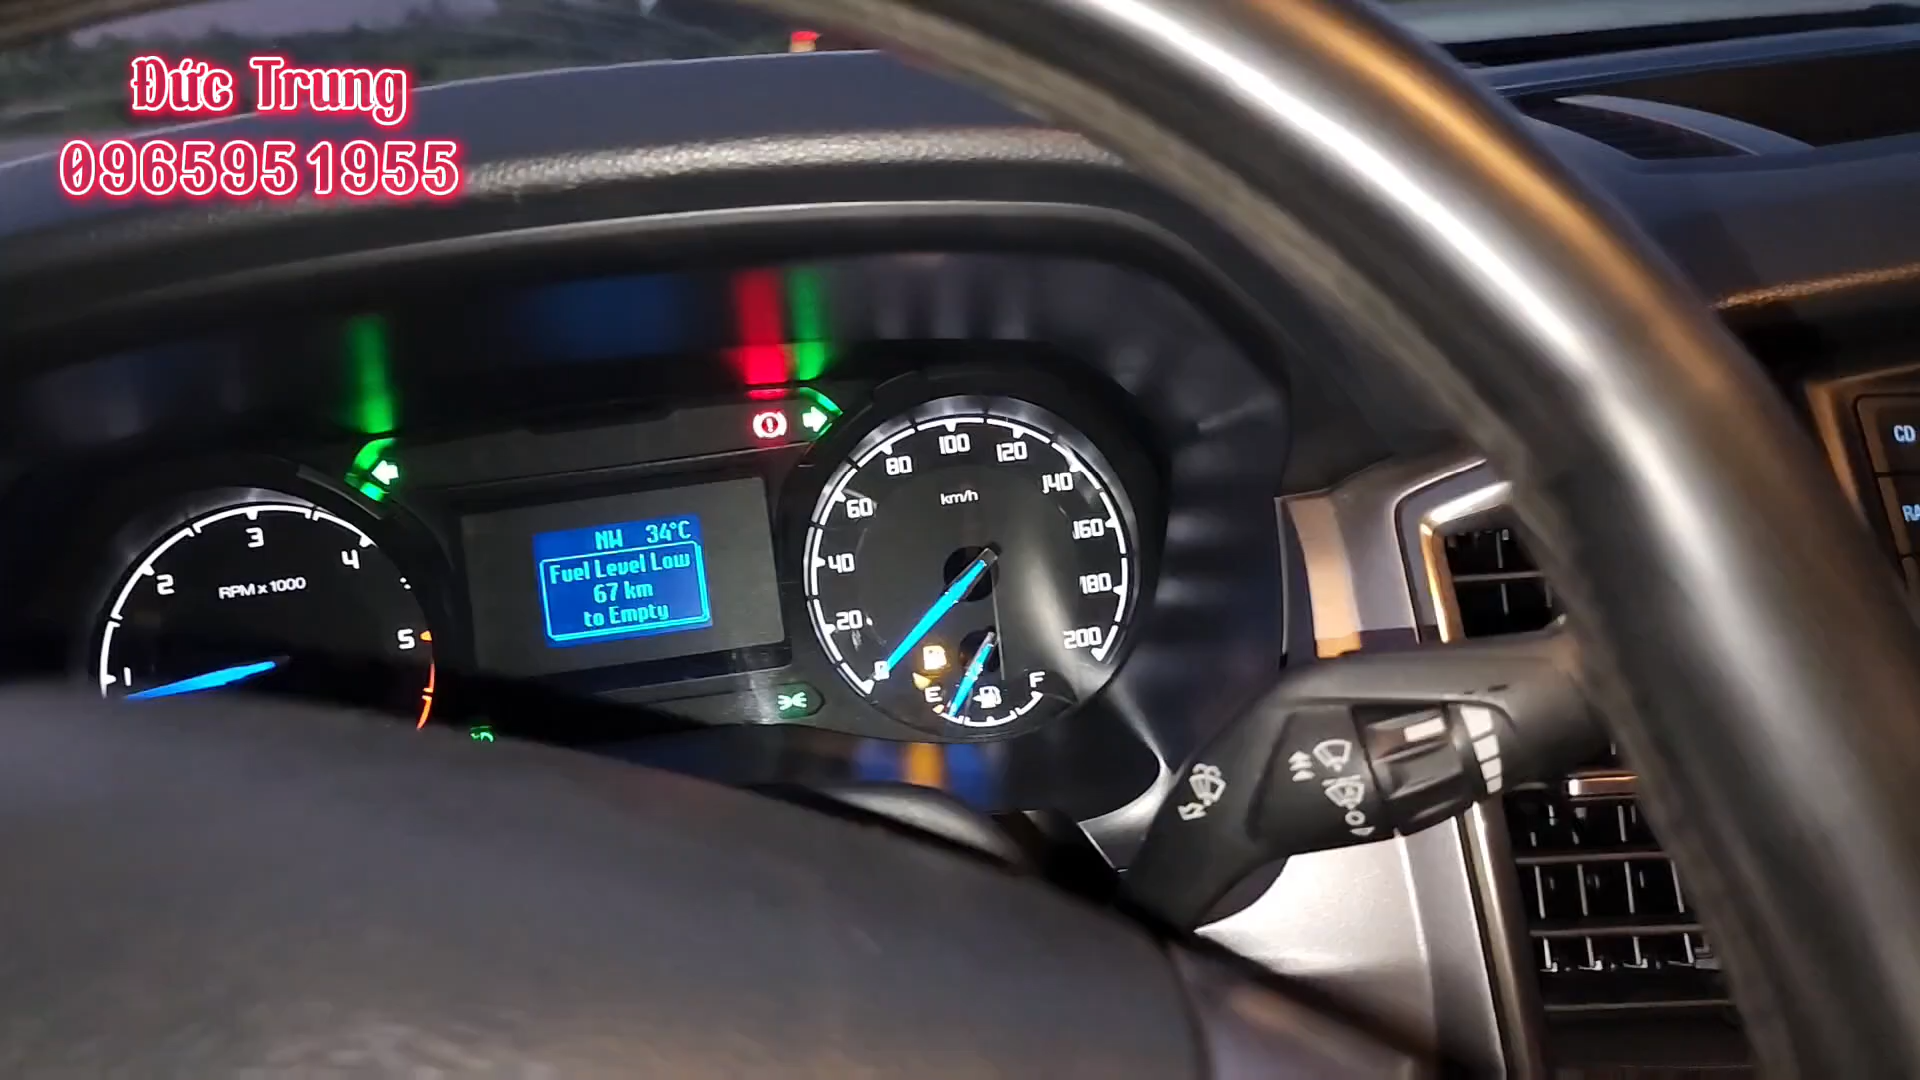 Đức Trung
0965951955
NW 34°C
Fuel Level Low
67 km
to Empty
1
2
3
4
5
RPM x 1000
0
20
40
60
80
100
120
140
160
180
200
km/h
E
F
CD